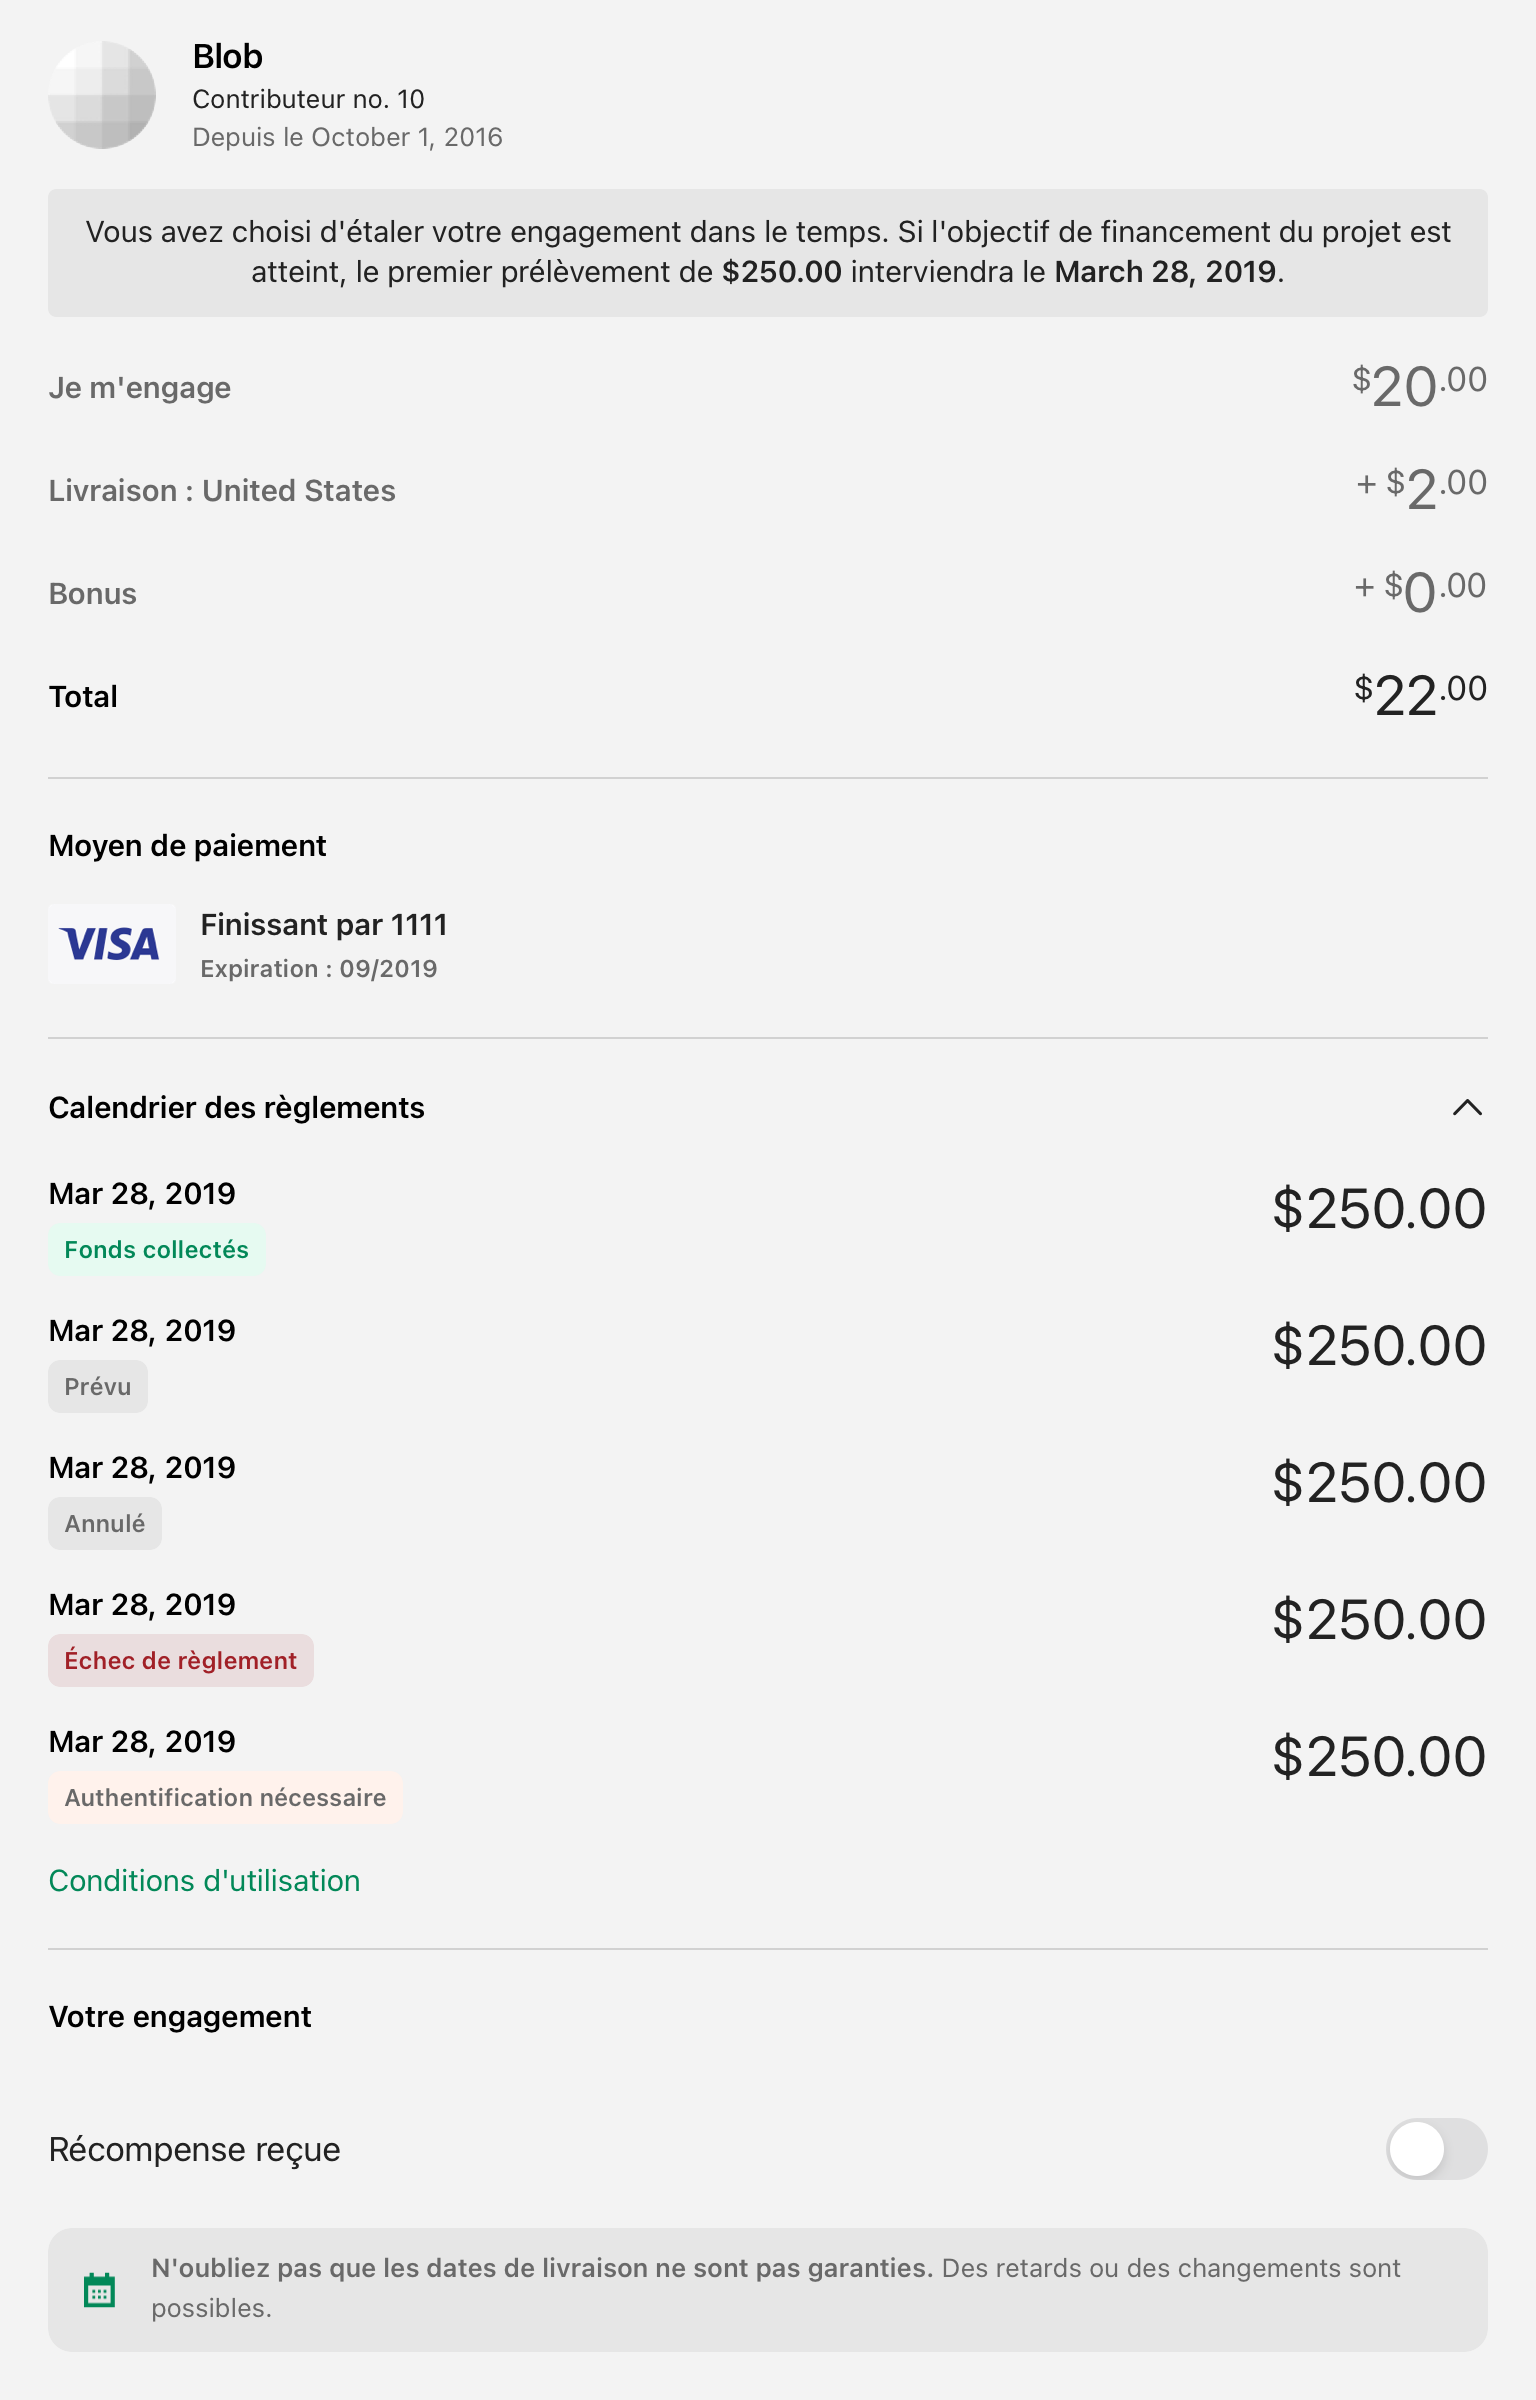 Blob
Contributeur no. 10
Depuis le October 1, 2016
Vous avez choisi d'étaler votre engagement dans le temps. Si l'objectif de financement du projet est
atteint, le premier prélèvement de $250.00 interviendra le March 28, 2019.
Je m'engage $20.00
Livraison : United States + $2.00
Bonus + $0.00
Total $22.00
Moyen de paiement
VISA
Finissant par 1111
Expiration : 09/2019
Calendrier des règlements
Mar 28, 2019 $250.00
Fonds collectés
Mar 28, 2019 $250.00
Prévu
Mar 28, 2019 $250.00
Annulé
Mar 28, 2019 $250.00
Échec de règlement
Mar 28, 2019 $250.00
Authentification nécessaire
Conditions d'utilisation
Votre engagement
Récompense reçue
N'oubliez pas que les dates de livraison ne sont pas garanties. Des retards ou des changements sont
possibles.